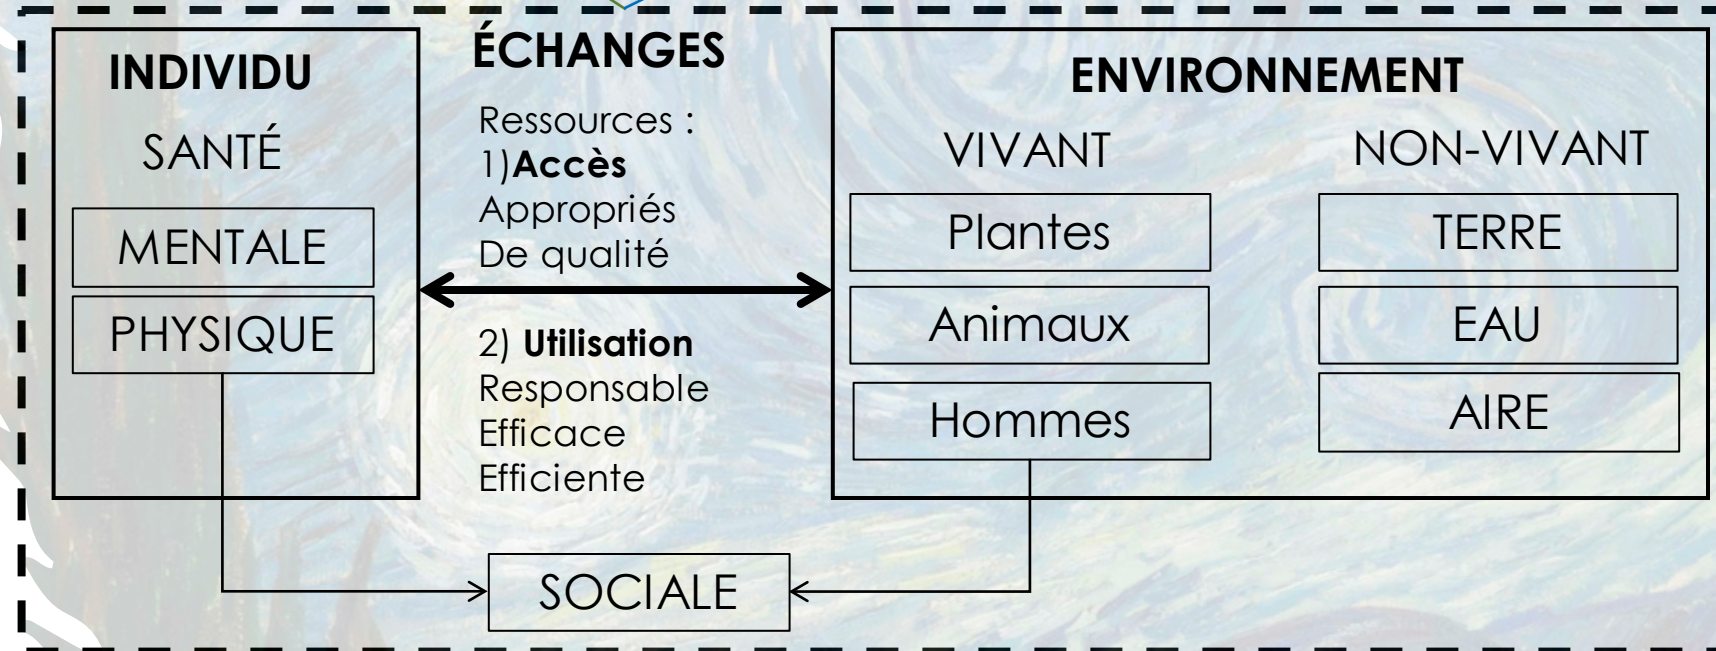 INDIVIDU
SANTÉ
MENTALE
PHYSIQUE
ÉCHANGES
Ressources :
1)Accès
Appropriés
De qualité
2) Utilisation
Responsable
Efficace
Efficiente
ENVIRONNEMENT
VIVANT
Plantes
Animaux
Hommes
NON-VIVANT
TERRE
EAU
AIRE
SOCIALE